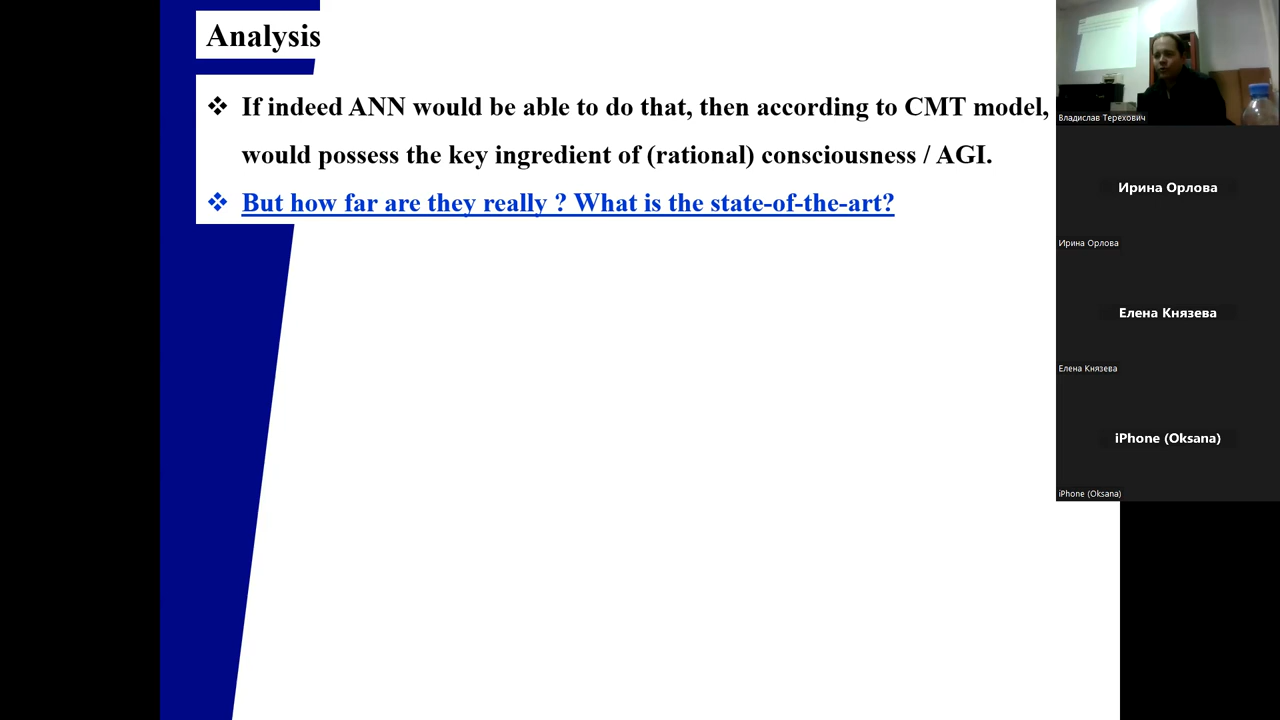 Analysis
❖ If indeed ANN would be able to do that, then according to CMT model,
would possess the key ingredient of (rational) consciousness / AGI.
❖ But how far are they really ? What is the state-of-the-art?
Владислав Терехович
Ирина Орлова
Ирина Орлова
Елена Князева
Елена Князева
iPhone (Oksana)
iPhone (Oksana)